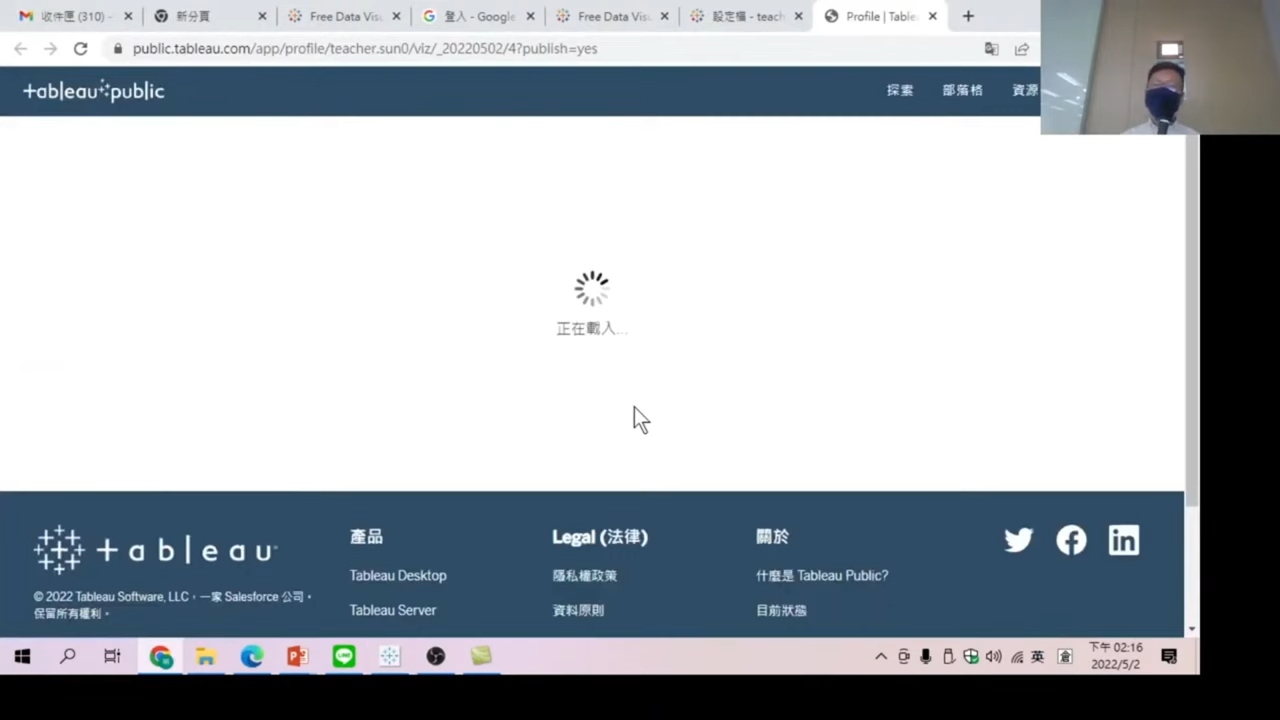 收件匣 (310) -
新分頁
Free Data Visu
登入 - Google
Free Data Visu
設定檔 - teach
Profile | Table
public.tableau.com/app/profile/teacher.sun0/viz/_20220502/4?publish=yes
+ableau+public
探索
部落格
資源
正在載入...
+ableau
© 2022 Tableau Software, LLC，一家 Salesforce 公司。
保留所有權利。
產品
Tableau Desktop
Tableau Server
Legal (法律)
隱私權政策
資料原則
關於
什麼是 Tableau Public?
目前狀態
英
倉
下午 02:16
2022/5/2